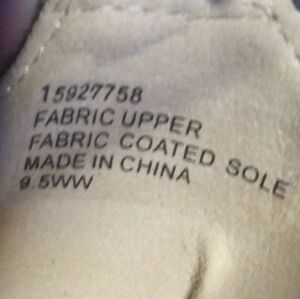 15927758
FABRIC UPPER
FABRIC COATED SOLE
MADE IN CHINA
9.5WW